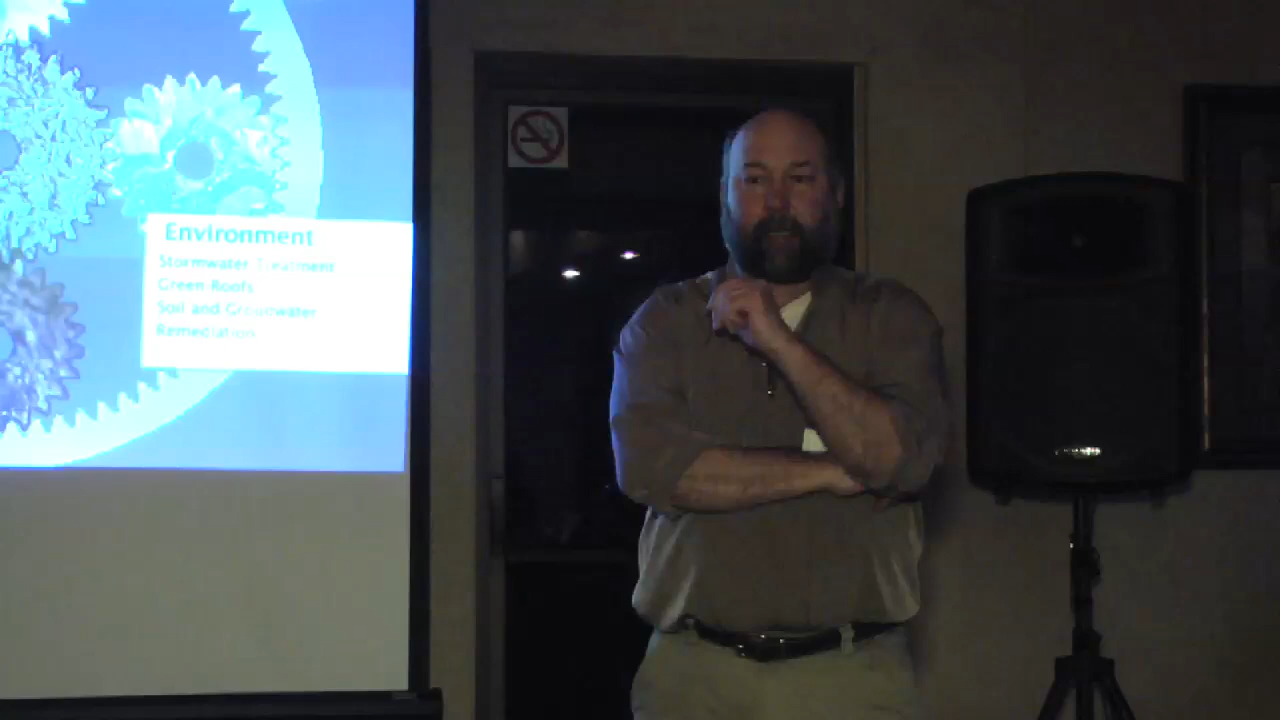 Environment
Stormwater Treatment
Green Roofs
Soil and Groundwater
Remediation